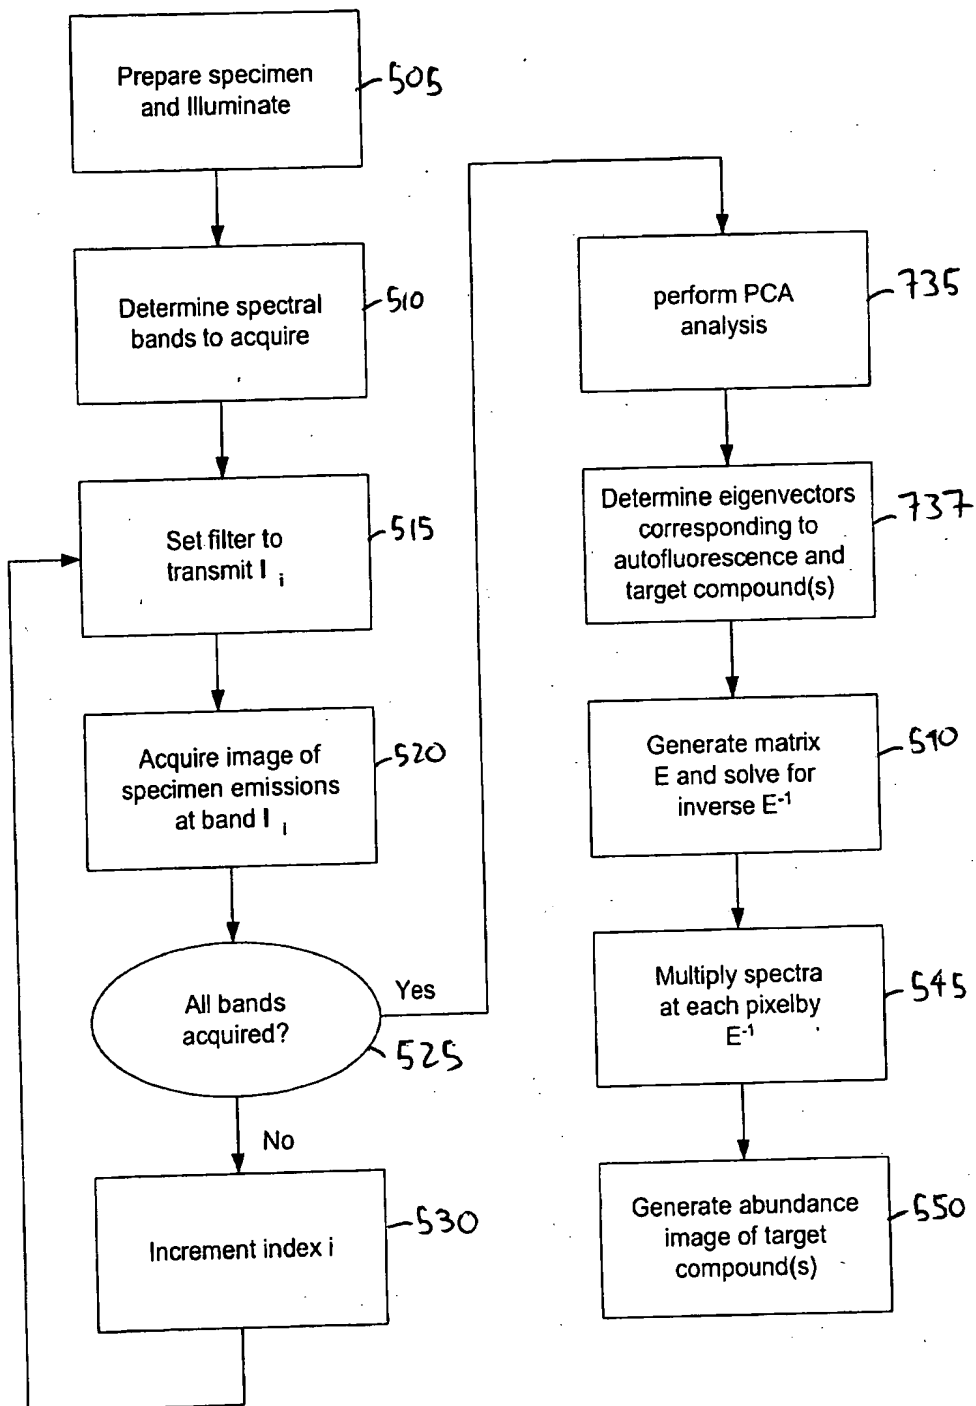 Prepare specimen
and Illuminate
505
Determine spectral
bands to acquire
510
Set filter to
transmit I i
515
Acquire image of
specimen emissions
at band I i
520
All bands
acquired?
525
Yes
No
Increment index i
530
perform PCA
analysis
735
Determine eigenvectors
corresponding to
autofluorescence and
target compound(s)
737
Generate matrix
E and solve for
inverse E-1
540
Multiply spectra
at each pixelby
E-1
545
Generate abundance
image of target
compound(s)
550